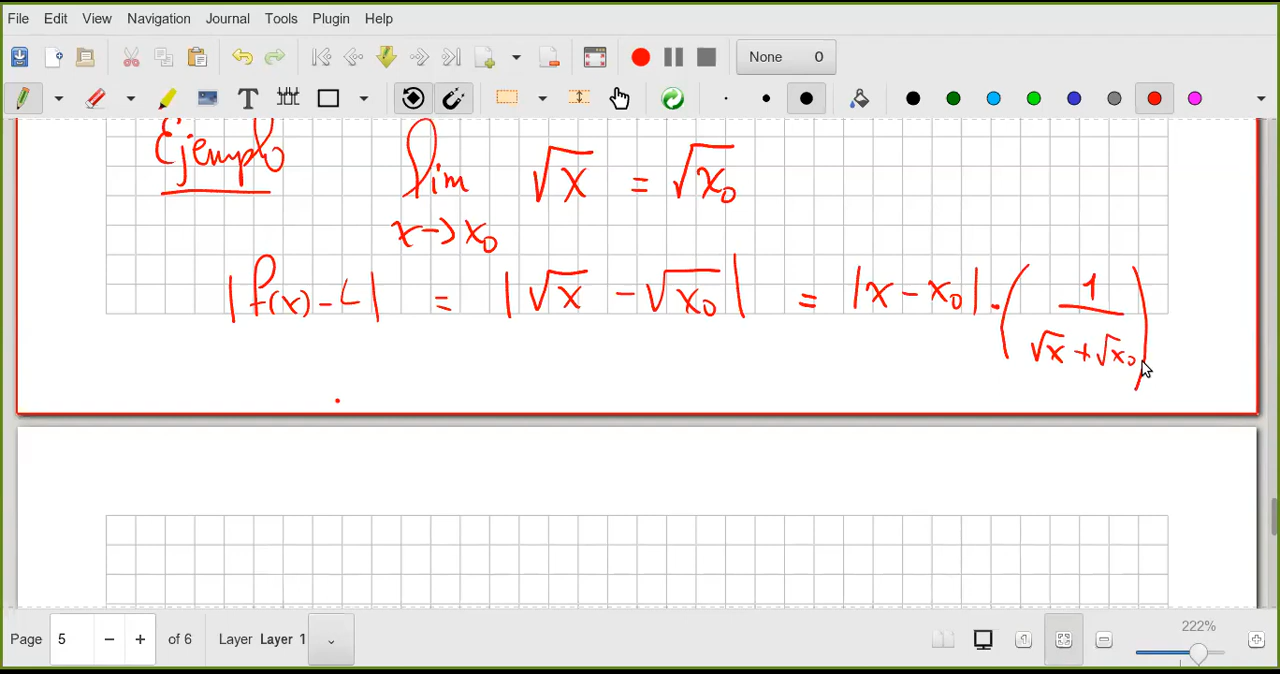 File Edit View Navigation Journal Tools Plugin Help
None 0
Ejemplo
lim √x = √x₀
x→x₀
|f(x) - L| = |√x - √x₀| = |x - x₀| · (1 / (√x + √x₀))
Page 5 of 6 Layer Layer 1 222%